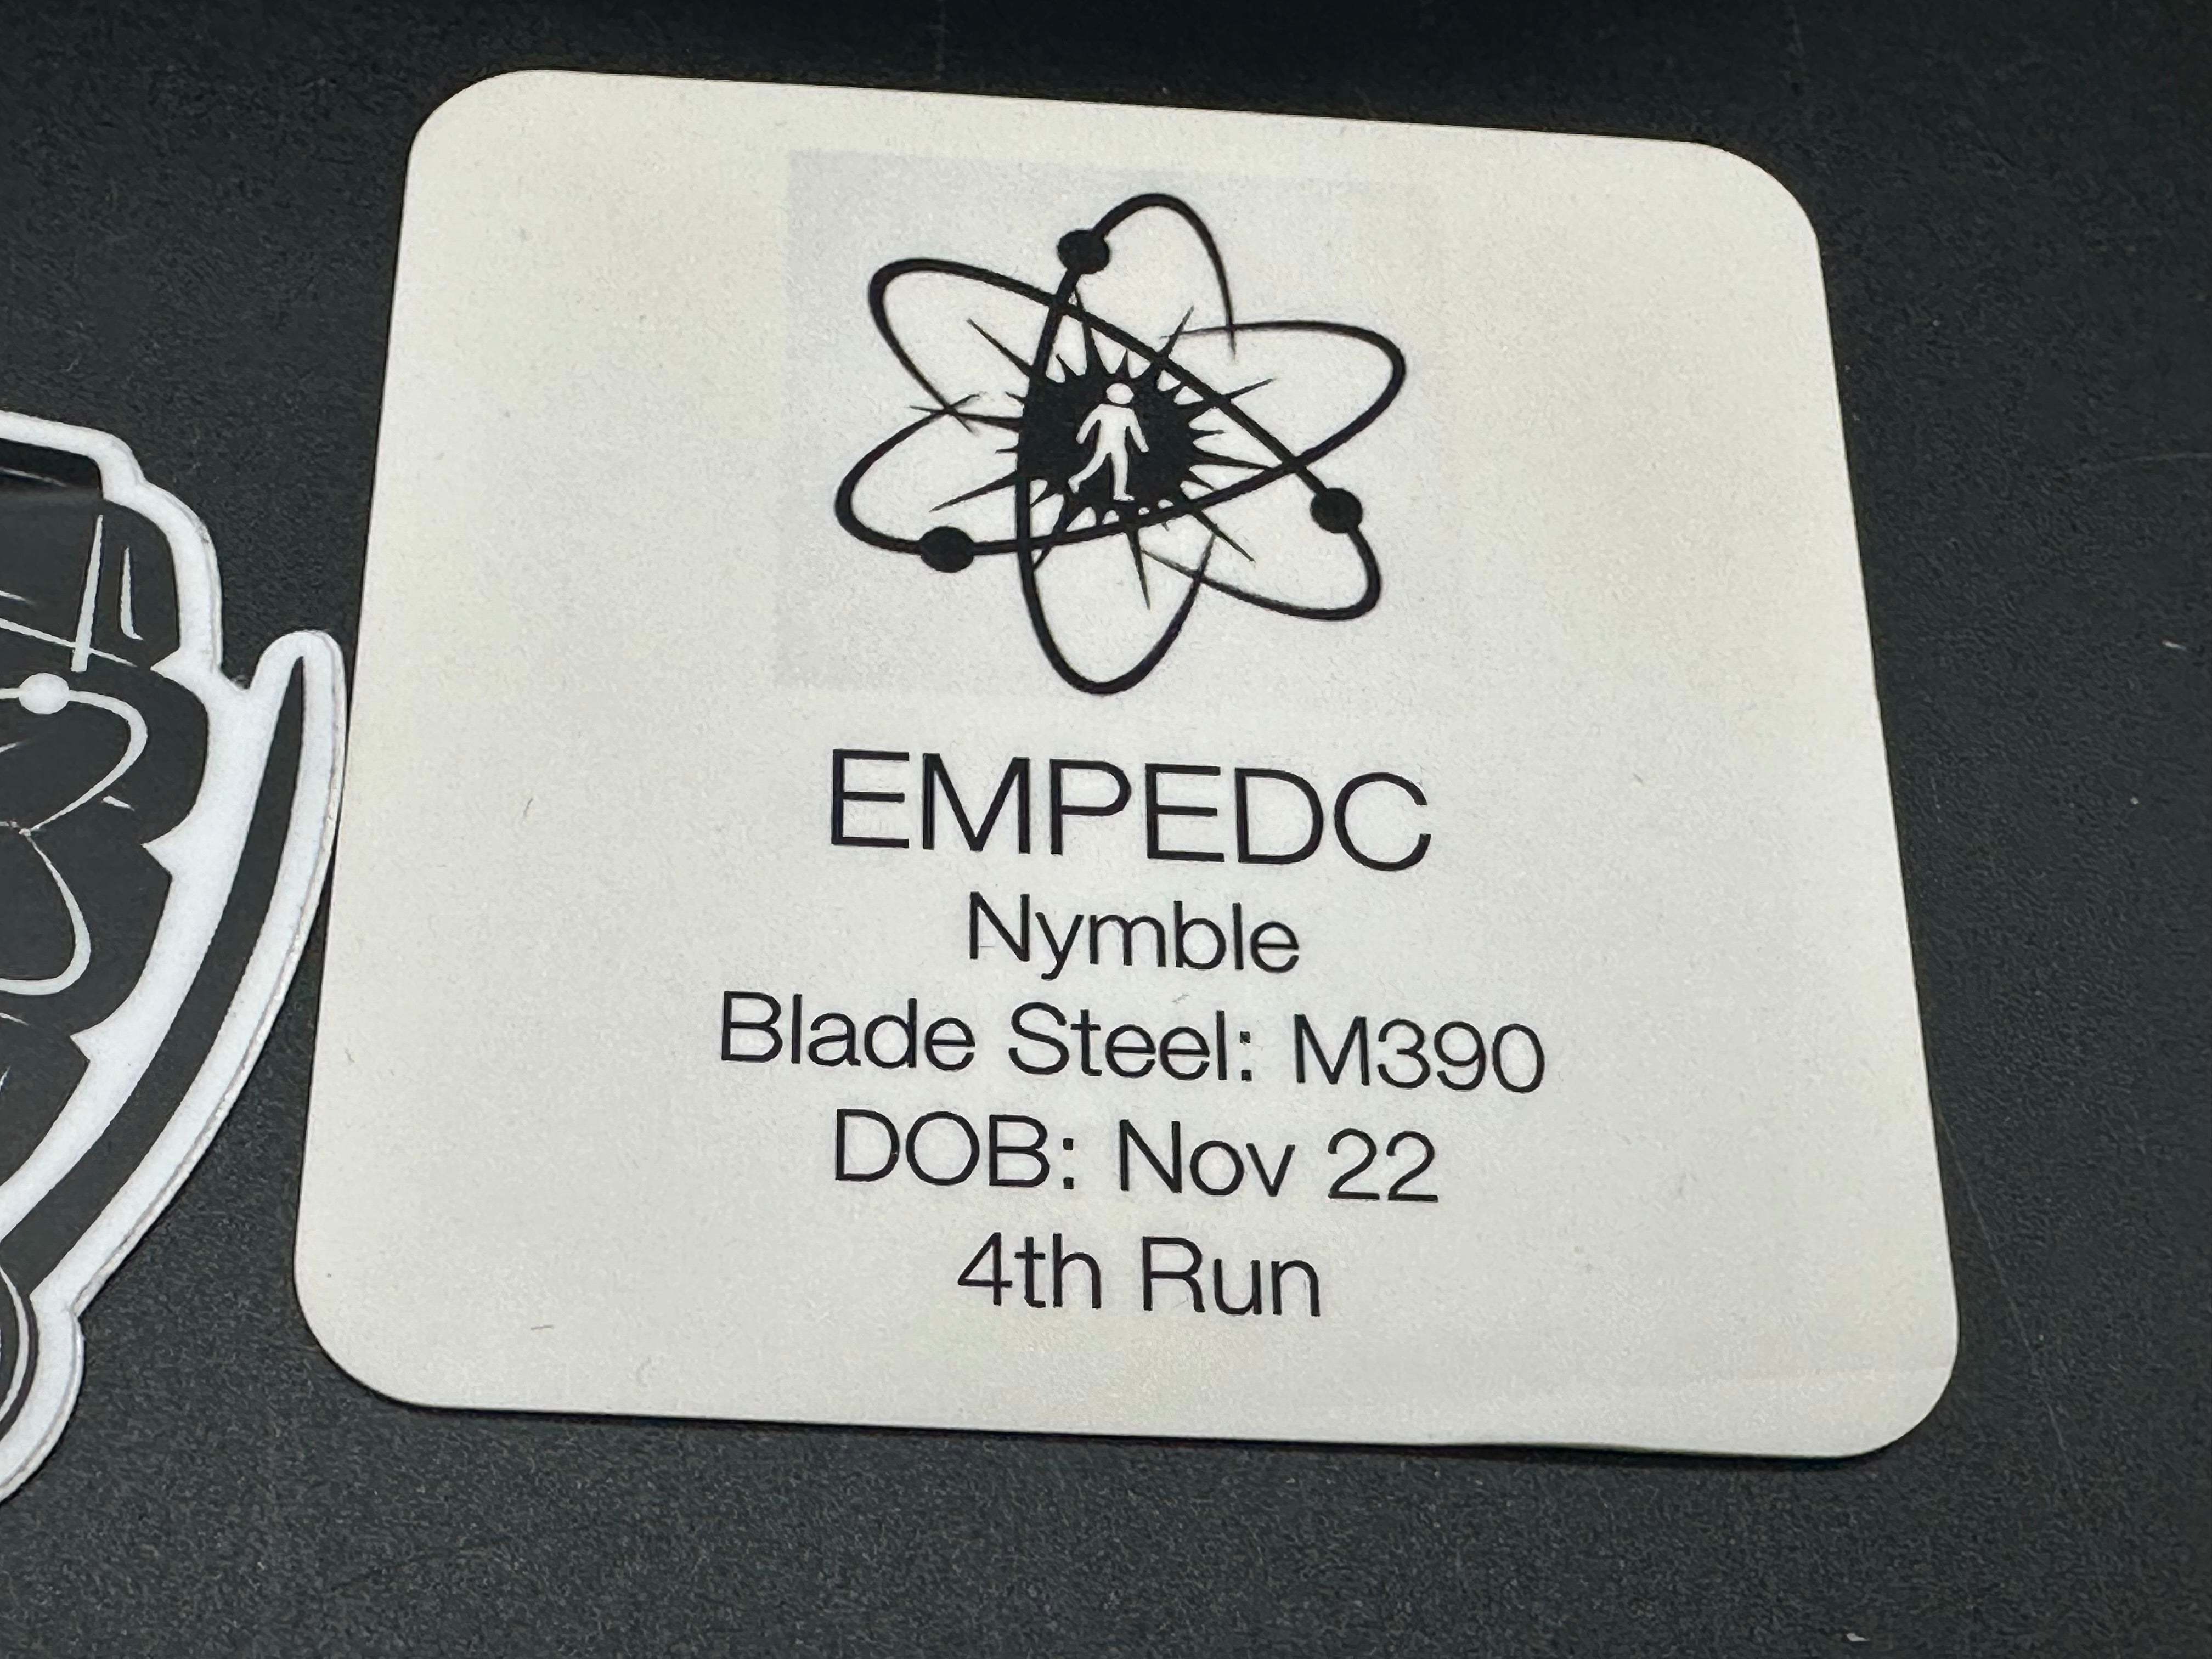 EMPEDC
Nymble
Blade Steel: M390
DOB: Nov 22
4th Run